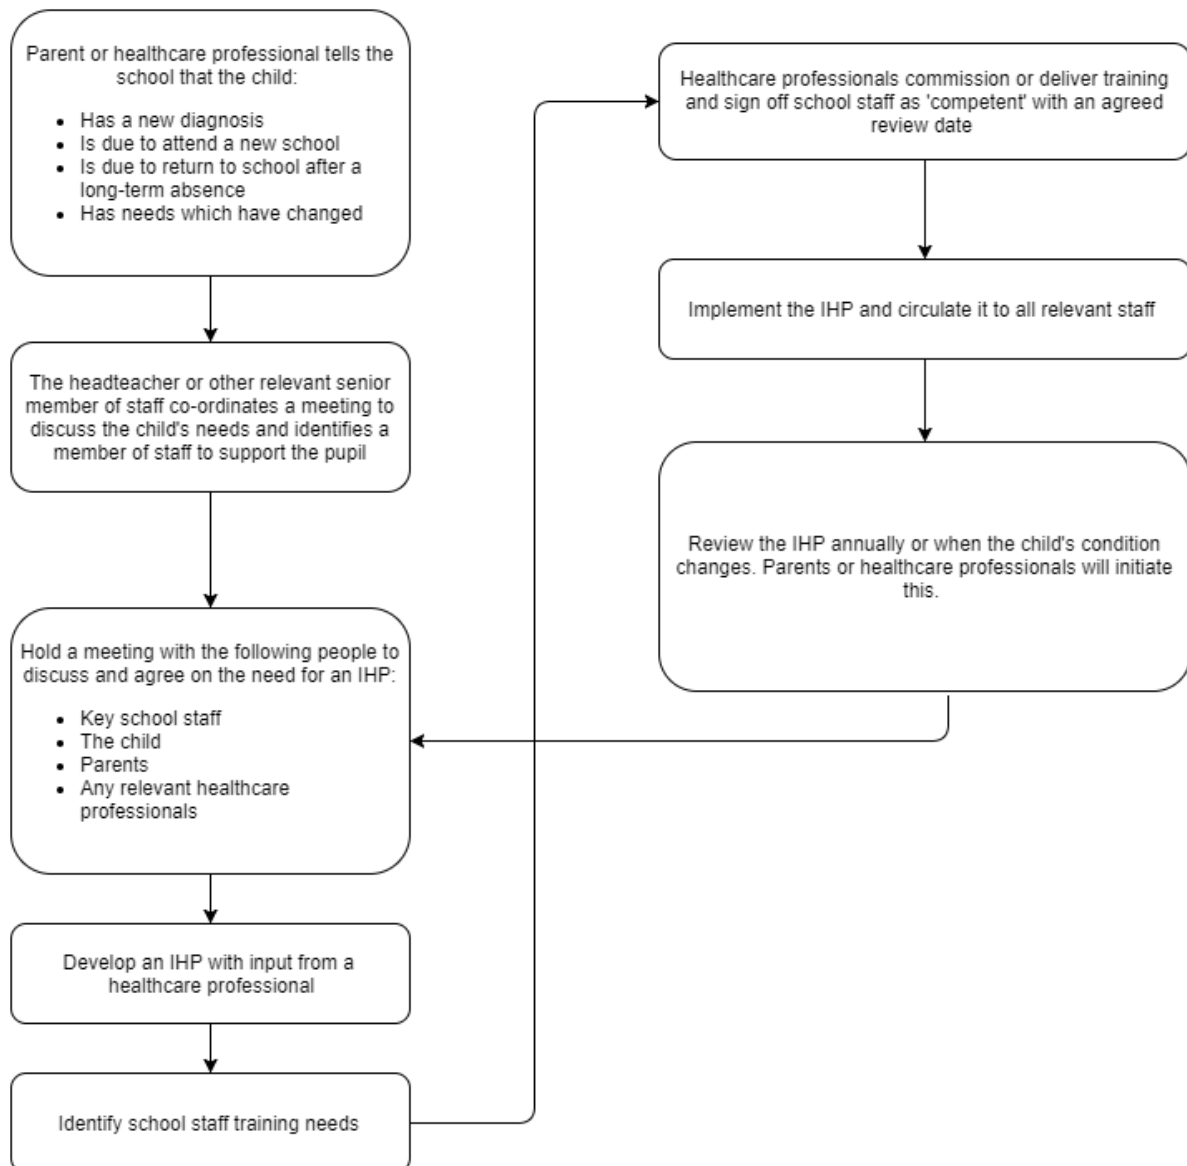 Parent or healthcare professional tells the
school that the child:
• Has a new diagnosis
• Is due to attend a new school
• Is due to return to school after a
long-term absence
• Has needs which have changed
The headteacher or other relevant senior
member of staff co-ordinates a meeting to
discuss the child's needs and identifies a
member of staff to support the pupil
Hold a meeting with the following people to
discuss and agree on the need for an IHP:
• Key school staff
• The child
• Parents
• Any relevant healthcare
professionals
Develop an IHP with input from a
healthcare professional
Identify school staff training needs
Healthcare professionals commission or deliver training
and sign off school staff as 'competent' with an agreed
review date
Implement the IHP and circulate it to all relevant staff
Review the IHP annually or when the child's condition
changes. Parents or healthcare professionals will initiate
this.